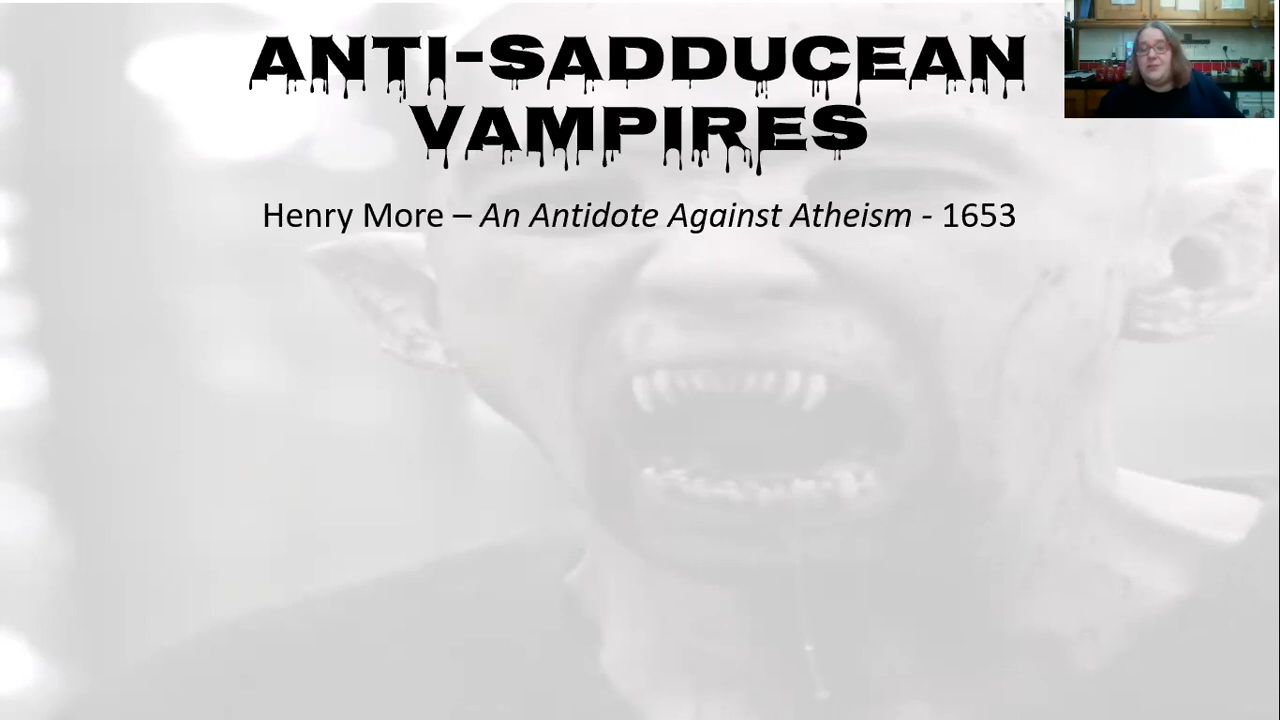 ANTI-SADDUCEAN
VAMPIRES
Henry More – An Antidote Against Atheism - 1653